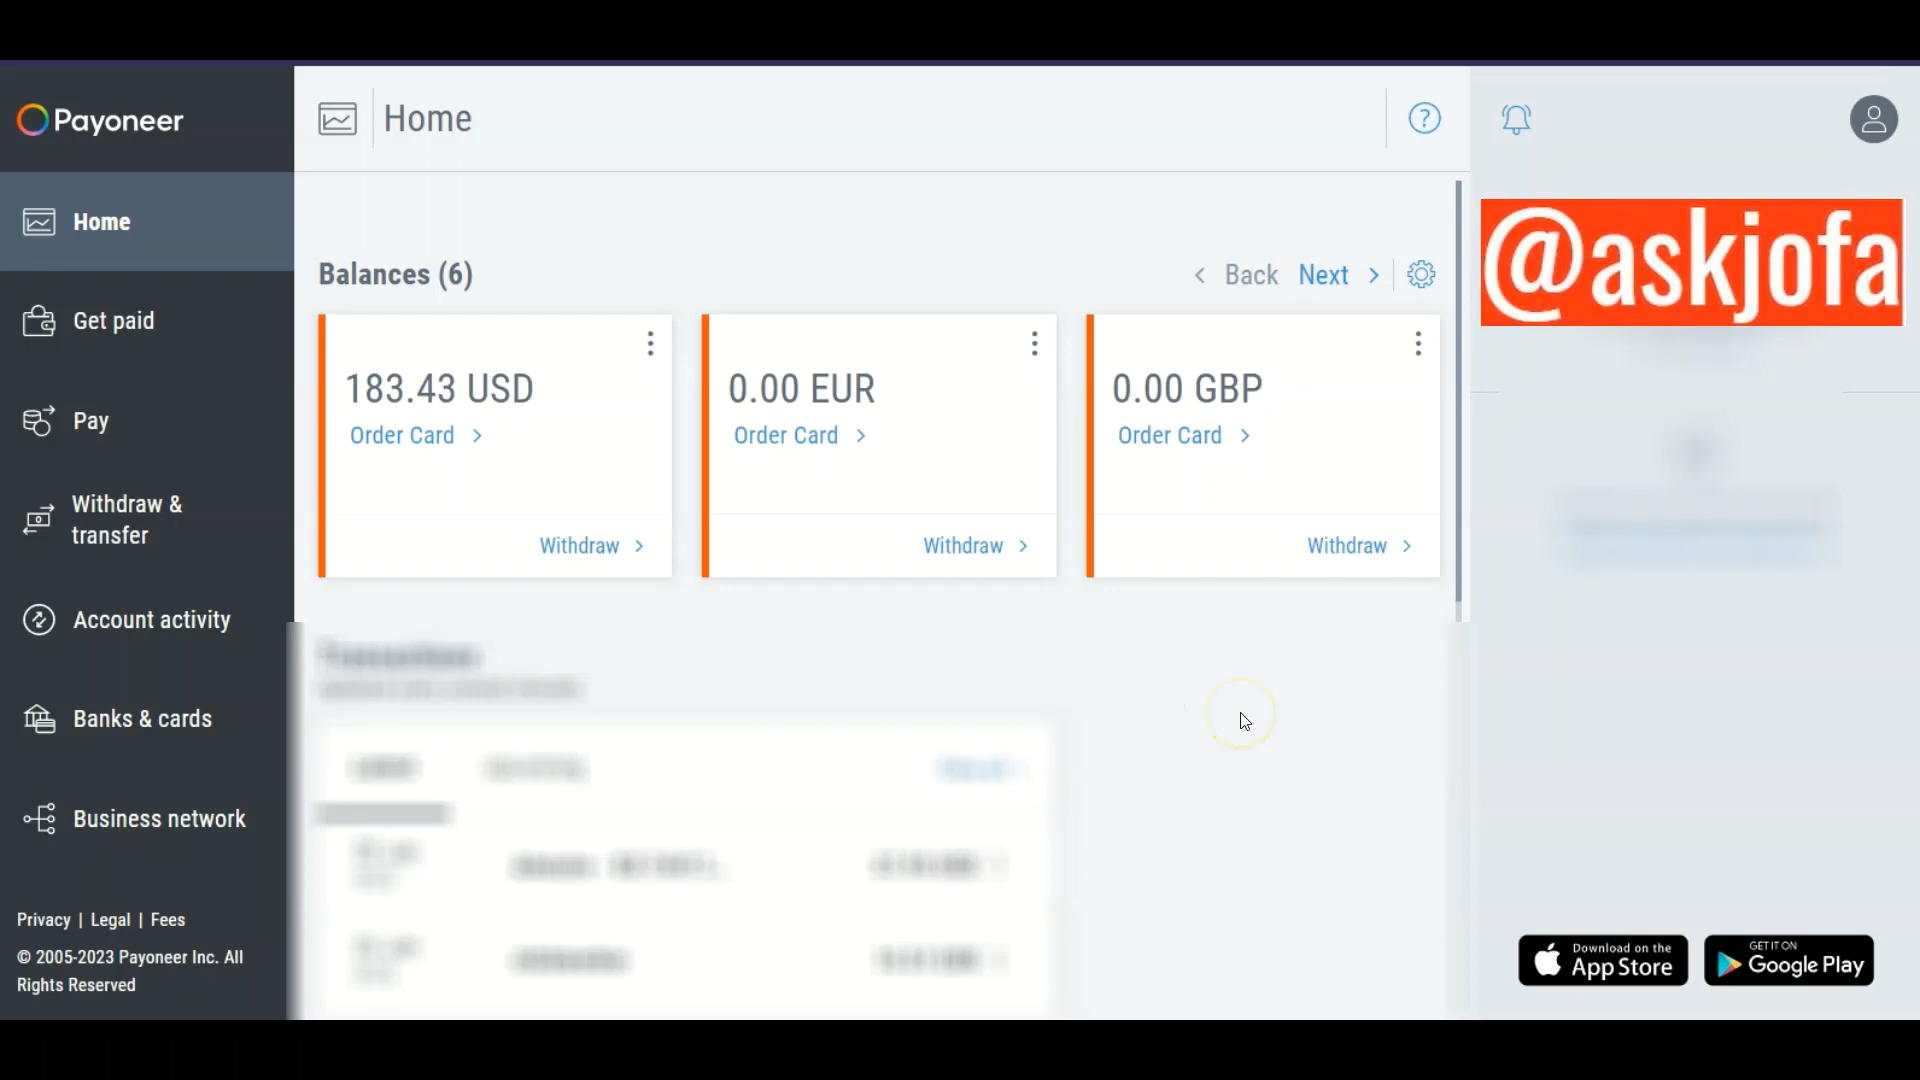 Payoneer
Home
?
@askjofa
Home
Get paid
Pay
Withdraw &
transfer
Account activity
Banks & cards
Business network
Privacy | Legal | Fees
© 2005-2023 Payoneer Inc. All
Rights Reserved
Balances (6)
< Back Next >
183.43 USD
Order Card >
Withdraw >
0.00 EUR
Order Card >
Withdraw >
0.00 GBP
Order Card >
Withdraw >
Download on the
App Store
GET IT ON
Google Play